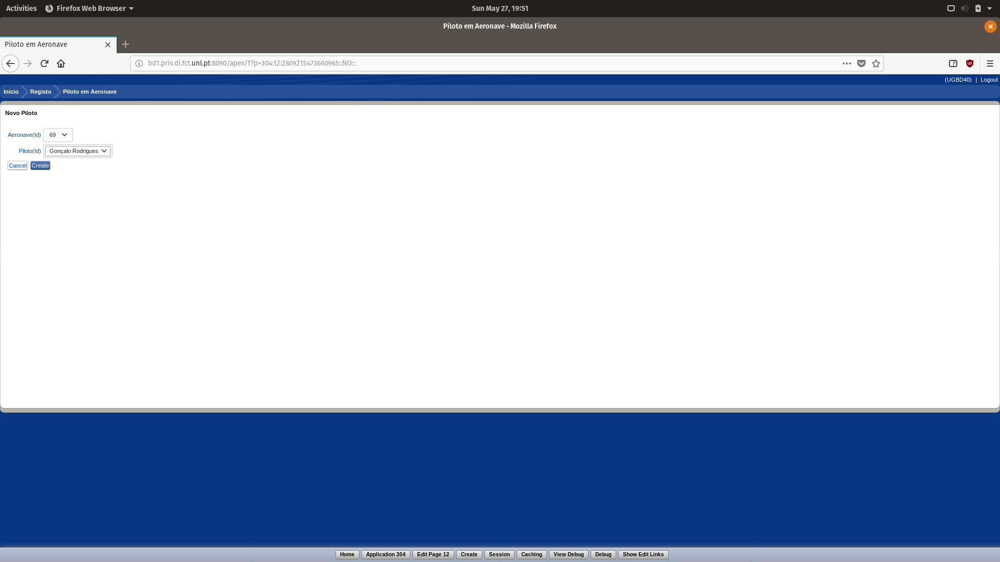 Activities Firefox Web Browser Sun May 27, 19:51
Piloto em Aeronave - Mozilla Firefox
Piloto em Aeronave
bd1.priv.di.fct.unl.pt:8090/apex/f?p=304:12:2809215473660965::NO:::
(UGBD40) | Logout
Inicio Registo Piloto em Aeronave
Novo Piloto
Aeronave(Id) 69
Piloto(Id) Gonçalo Rodrigues
Cancel Create
Home Application 304 Edit Page 12 Create Session Caching View Debug Debug Show Edit Links